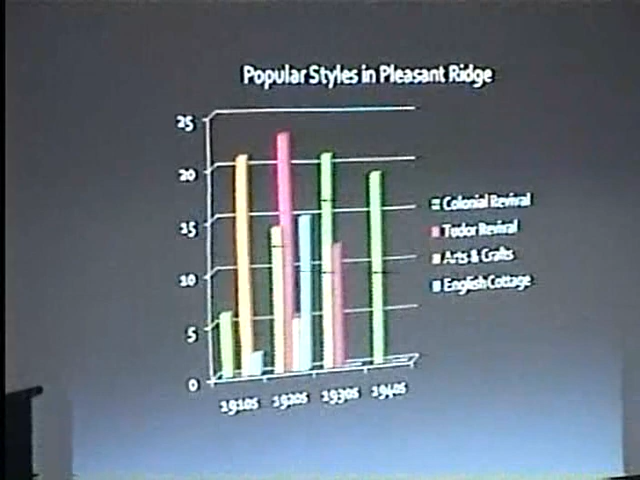 Popular Styles in Pleasant Ridge
25
20
15
10
5
0
1910s 1920s 1930s 1940s
Colonial Revival
Tudor Revival
Arts & Crafts
English Cottage